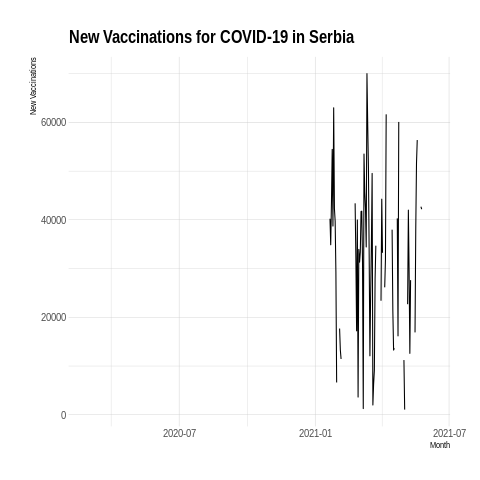 New Vaccinations for COVID-19 in Serbia
New Vaccinations
60000
40000
20000
0
2020-07
2021-01
2021-07
Month